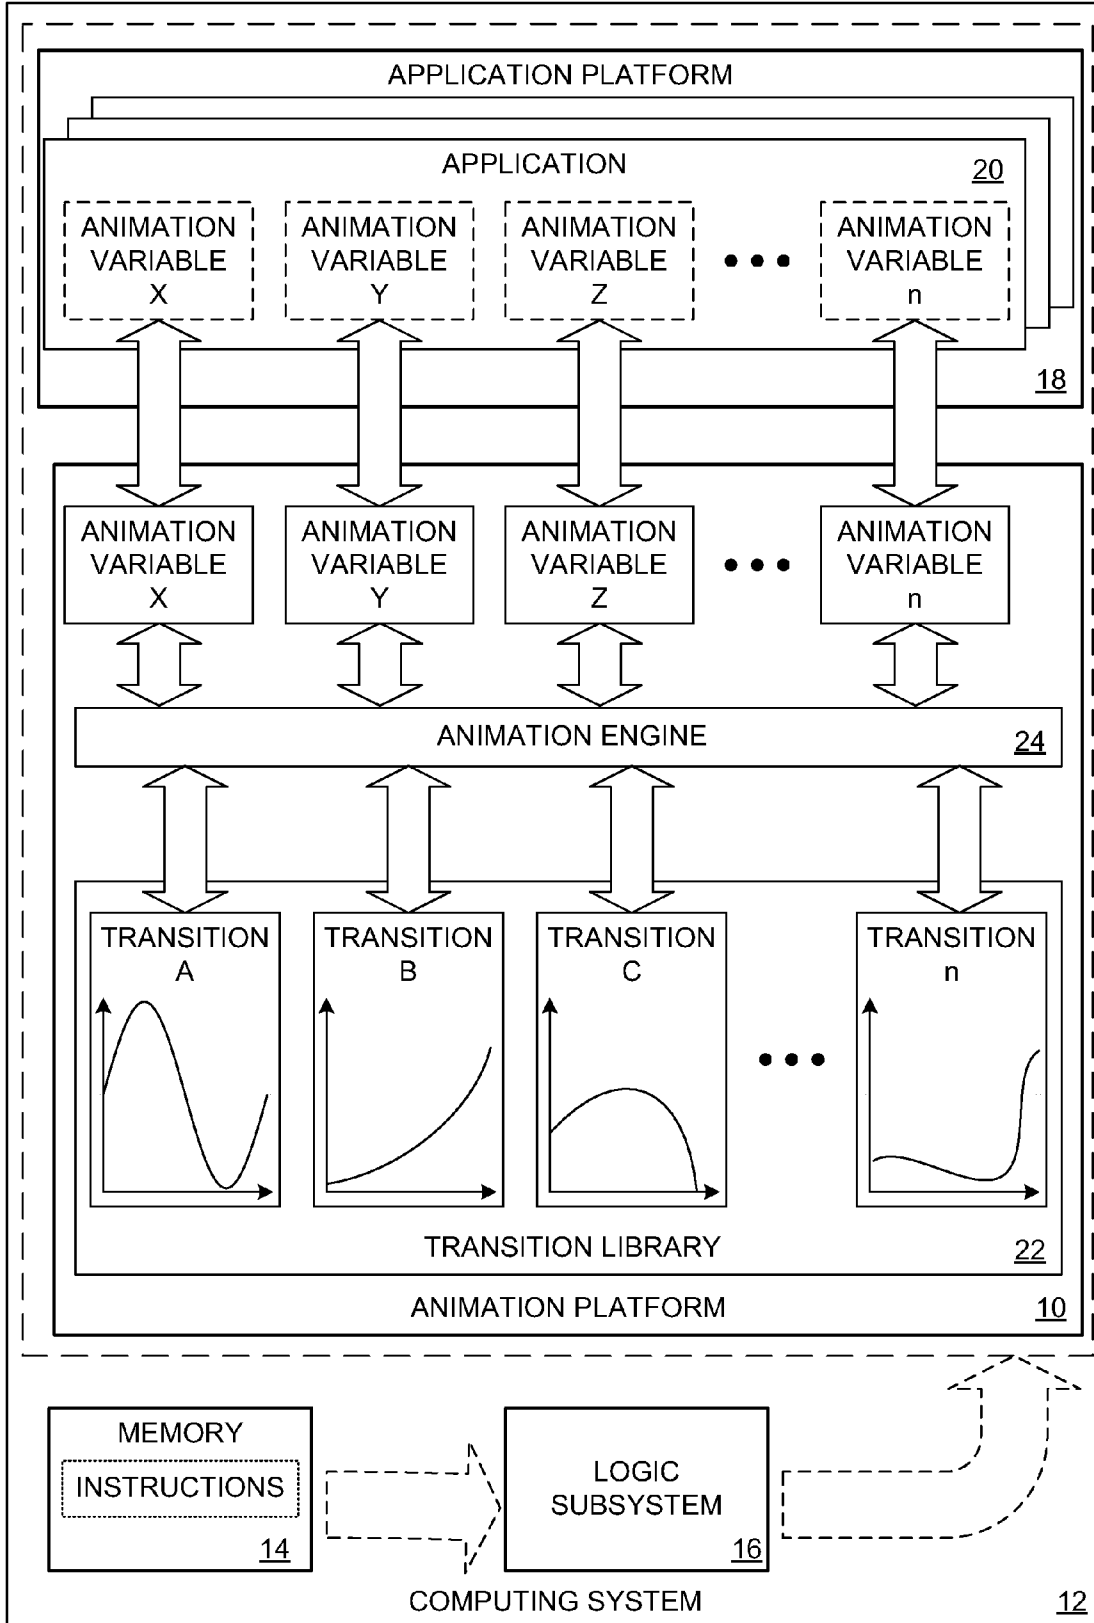 APPLICATION PLATFORM
APPLICATION
20
ANIMATION VARIABLE X
ANIMATION VARIABLE Y
ANIMATION VARIABLE Z
ANIMATION VARIABLE n
18
ANIMATION VARIABLE X
ANIMATION VARIABLE Y
ANIMATION VARIABLE Z
ANIMATION VARIABLE n
ANIMATION ENGINE
24
TRANSITION A
TRANSITION B
TRANSITION C
TRANSITION n
TRANSITION LIBRARY
22
ANIMATION PLATFORM
10
MEMORY
INSTRUCTIONS
14
LOGIC
SUBSYSTEM
16
COMPUTING SYSTEM
12